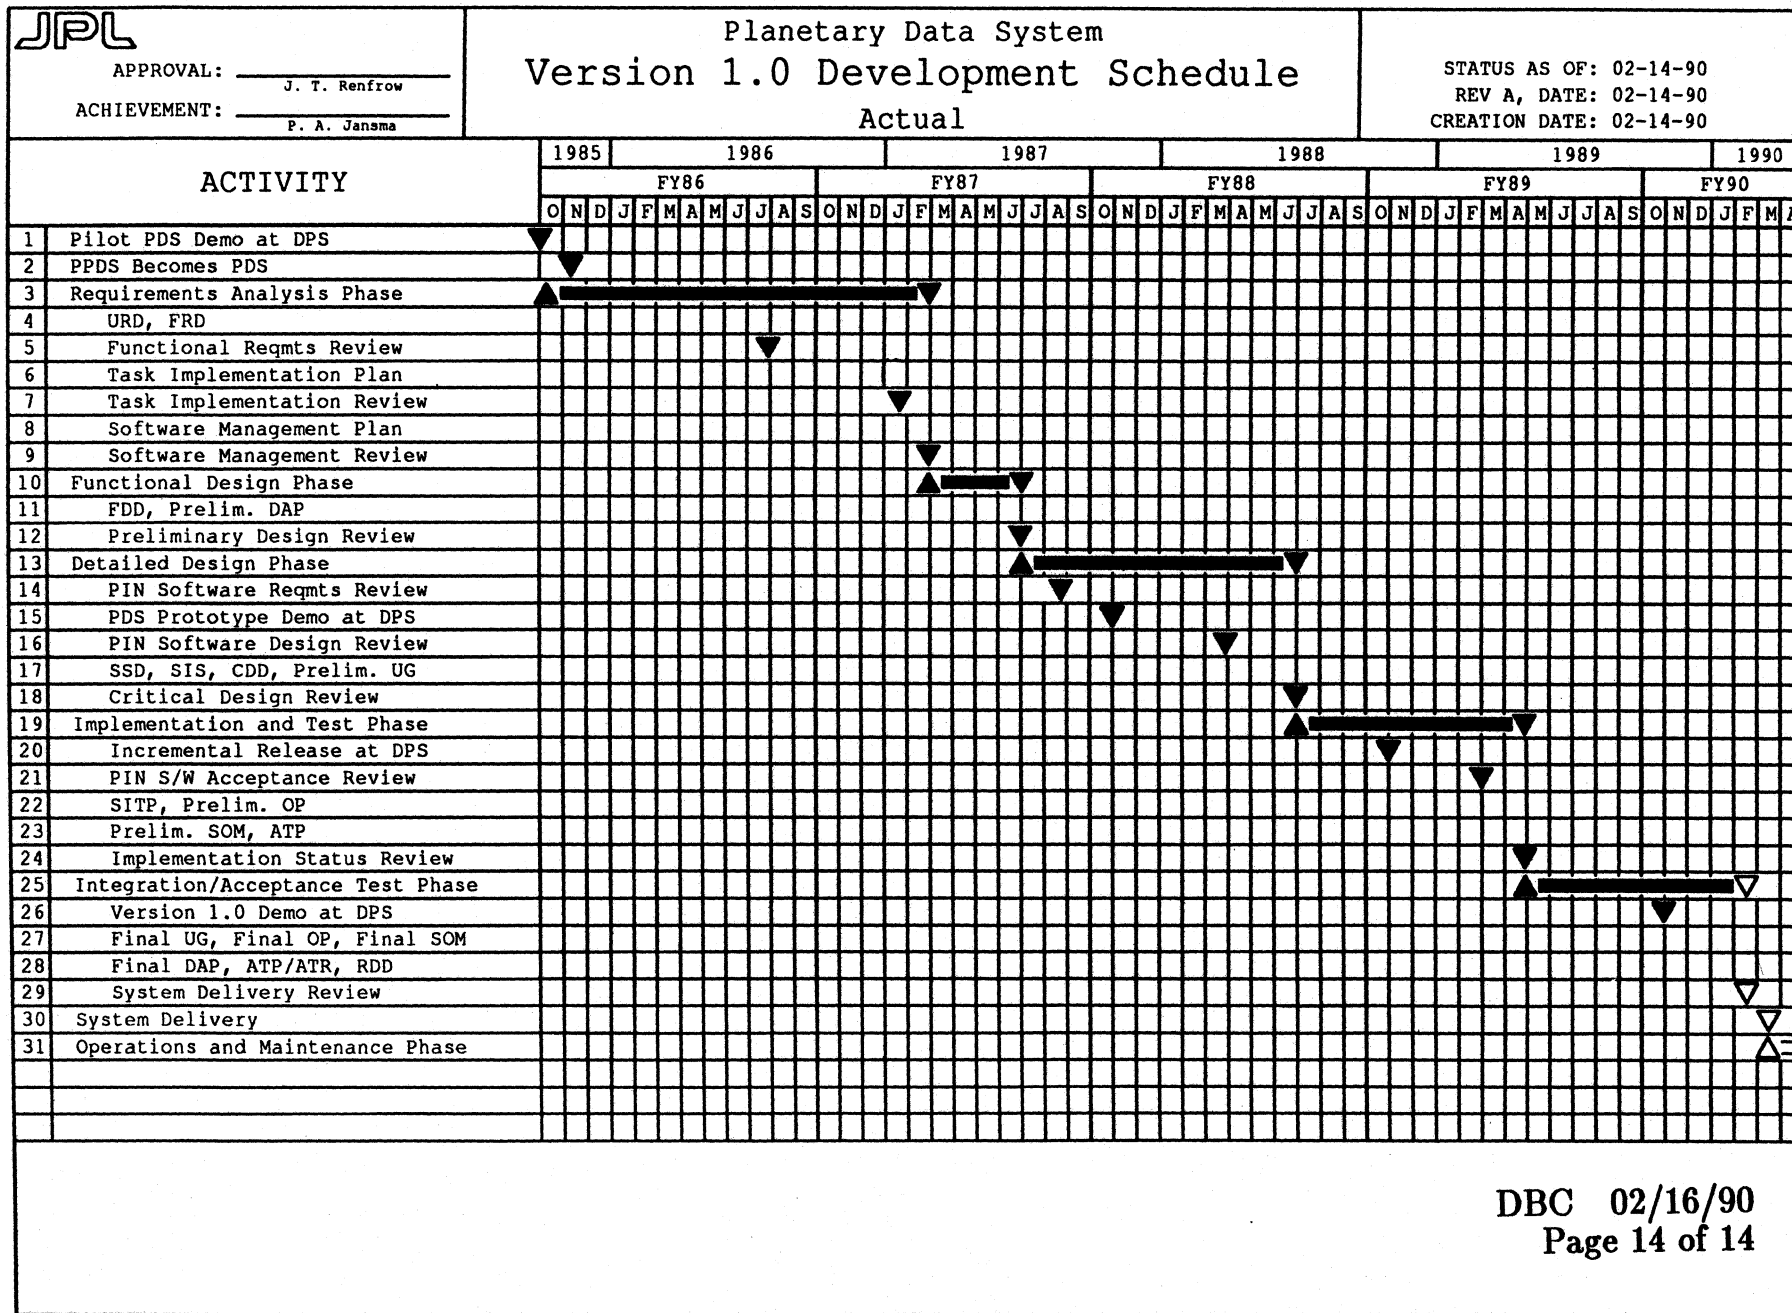 JPL
APPROVAL:
J. T. Renfrow
ACHIEVEMENT:
P. A. Jansma
Planetary Data System
Version 1.0 Development Schedule
Actual
STATUS AS OF: 02-14-90
REV A, DATE: 02-14-90
CREATION DATE: 02-14-90
ACTIVITY
1985 1986 1987 1988 1989 1990
FY86 FY87 FY88 FY89 FY90
O N D J F M A M J J A S O N D J F M A M J J A S O N D J F M A M J J A S O N D J F M A M J J A S O N D J F M A
1 Pilot PDS Demo at DPS
2 PPDS Becomes PDS
3 Requirements Analysis Phase
4 URD, FRD
5 Functional Reqmts Review
6 Task Implementation Plan
7 Task Implementation Review
8 Software Management Plan
9 Software Management Review
10 Functional Design Phase
11 FDD, Prelim. DAP
12 Preliminary Design Review
13 Detailed Design Phase
14 PIN Software Reqmts Review
15 PDS Prototype Demo at DPS
16 PIN Software Design Review
17 SSD, SIS, CDD, Prelim. UG
18 Critical Design Review
19 Implementation and Test Phase
20 Incremental Release at DPS
21 PIN S/W Acceptance Review
22 SITP, Prelim. OP
23 Prelim. SOM, ATP
24 Implementation Status Review
25 Integration/Acceptance Test Phase
26 Version 1.0 Demo at DPS
27 Final UG, Final OP, Final SOM
28 Final DAP, ATP/ATR, RDD
29 System Delivery Review
30 System Delivery
31 Operations and Maintenance Phase
DBC 02/16/90
Page 14 of 14